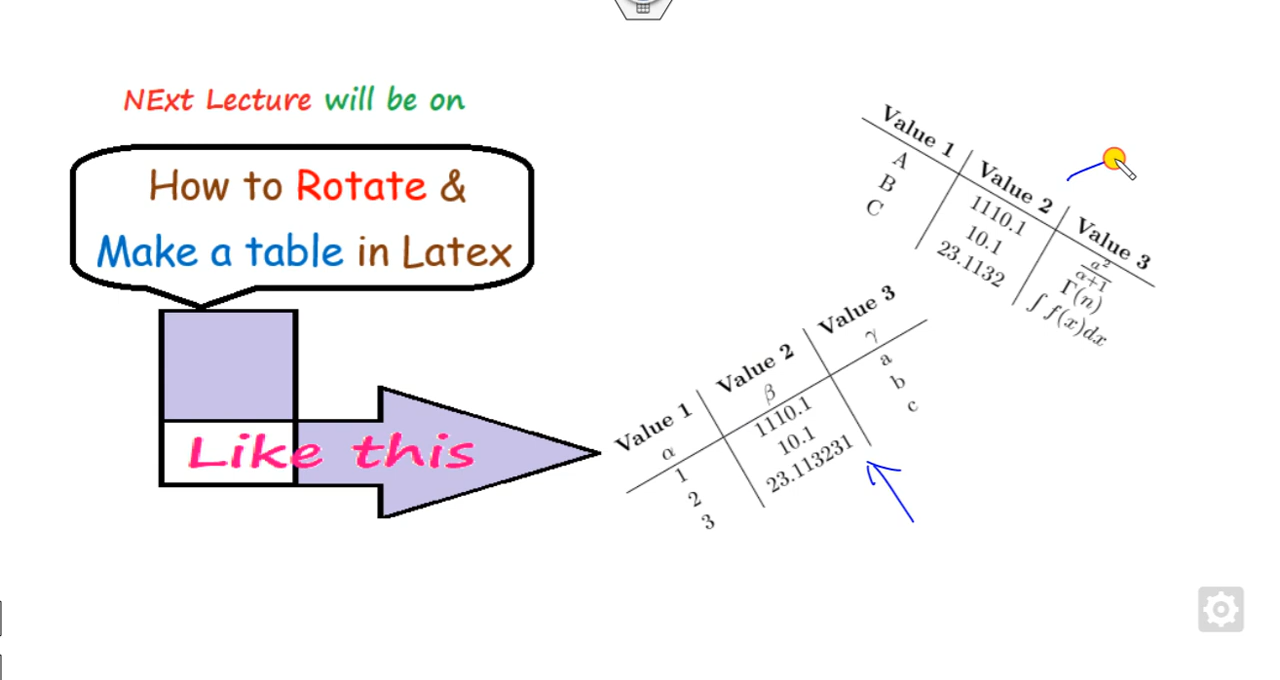 NExt Lecture will be on
How to Rotate &
Make a table in Latex
Like this
Value 1 Value 2 Value 3
A 1110.1 a²/α+1
B 10.1 Γ(n)
C 23.1132 ∫ f(x)dx
Value 1 Value 2 Value 3
α β γ
1 1110.1 a
2 10.1 b
3 23.113231 c